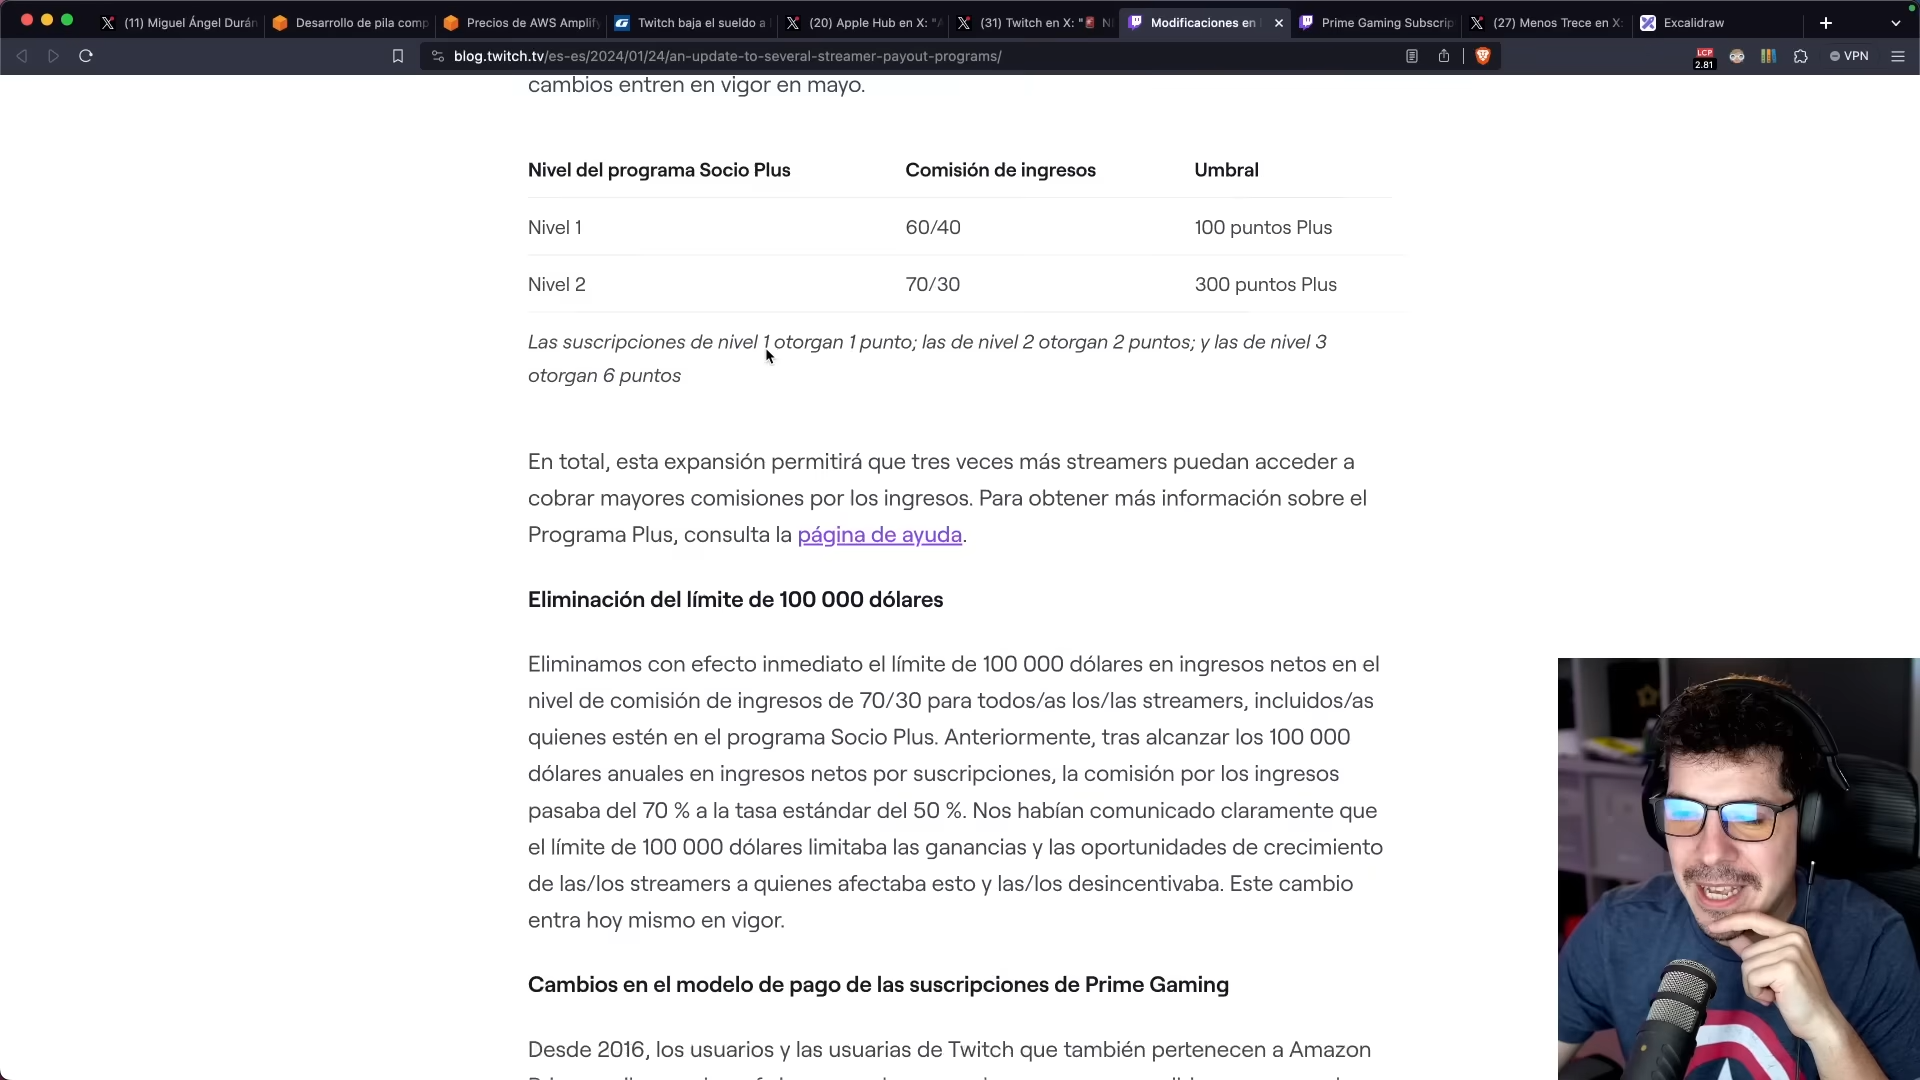 (11) Miguel Ángel Durán
Desarrollo de pila comp
Precios de AWS Amplify
Twitch baja el sueldo a
(20) Apple Hub en X: "
(31) Twitch en X: "
Modificaciones en
Prime Gaming Subscrip
(27) Menos Trece en X:
Excalidraw
blog.twitch.tv/es-es/2024/01/24/an-update-to-several-streamer-payout-programs/
LCP
2.81
VPN
cambios entren en vigor en mayo.
Nivel del programa Socio Plus Comisión de ingresos Umbral
Nivel 1 60/40 100 puntos Plus
Nivel 2 70/30 300 puntos Plus
Las suscripciones de nivel 1 otorgan 1 punto; las de nivel 2 otorgan 2 puntos; y las de nivel 3
otorgan 6 puntos
En total, esta expansión permitirá que tres veces más streamers puedan acceder a
cobrar mayores comisiones por los ingresos. Para obtener más información sobre el
Programa Plus, consulta la página de ayuda.
Eliminación del límite de 100 000 dólares
Eliminamos con efecto inmediato el límite de 100 000 dólares en ingresos netos en el
nivel de comisión de ingresos de 70/30 para todos/as los/las streamers, incluidos/as
quienes estén en el programa Socio Plus. Anteriormente, tras alcanzar los 100 000
dólares anuales en ingresos netos por suscripciones, la comisión por los ingresos
pasaba del 70 % a la tasa estándar del 50 %. Nos habían comunicado claramente que
el límite de 100 000 dólares limitaba las ganancias y las oportunidades de crecimiento
de las/los streamers a quienes afectaba esto y las/los desincentivaba. Este cambio
entra hoy mismo en vigor.
Cambios en el modelo de pago de las suscripciones de Prime Gaming
Desde 2016, los usuarios y las usuarias de Twitch que también pertenecen a Amazon